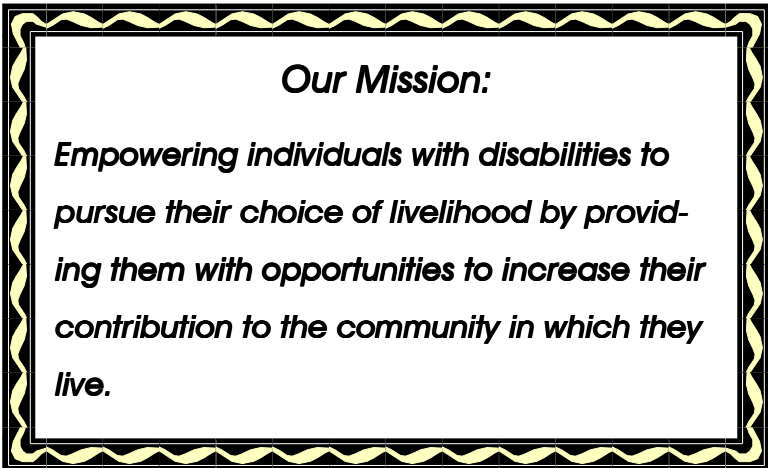 Our Mission:
Empowering individuals with disabilities to
pursue their choice of livelihood by provid-
ing them with opportunities to increase their
contribution to the community in which they
live.